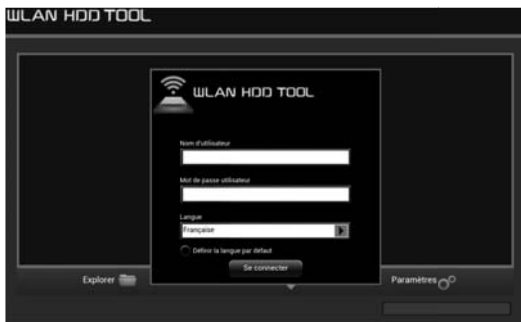 WLAN HDD TOOL
WLAN HDD TOOL
Nom d'utilisateur
Mot de passe utilisateur
Langue
Française
Définir la langue par défaut
Se connecter
Explorer
Paramètres